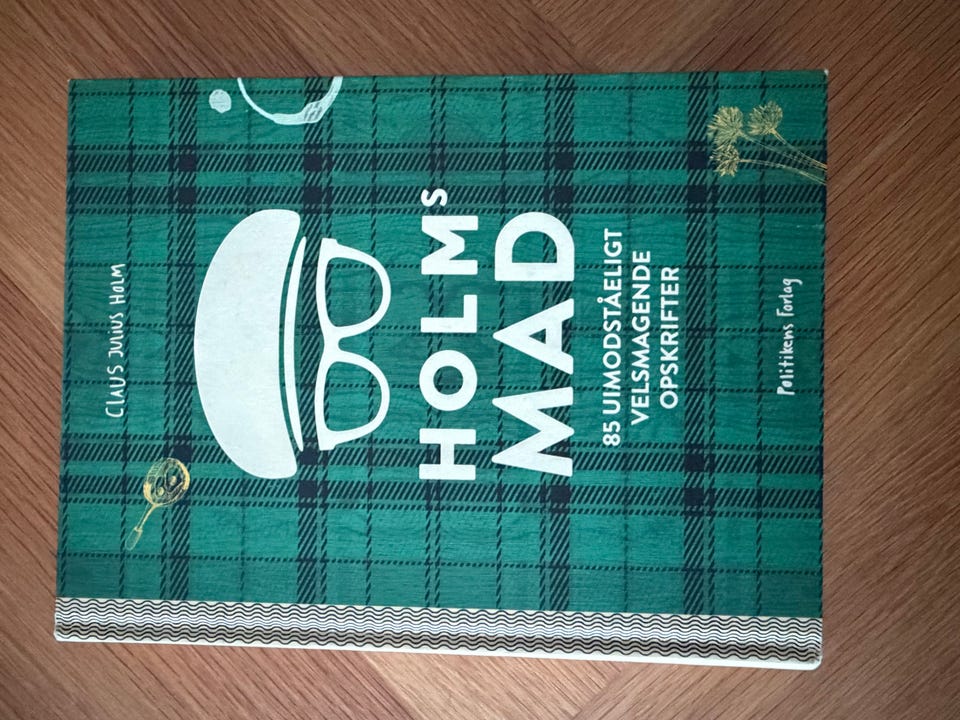 CLAUS JULIUS HOLM
HOLMS
MAD
85 UIMODSTÅELIGT
VELSMAGENDE
OPSKRIFTER
Politikens Forlag